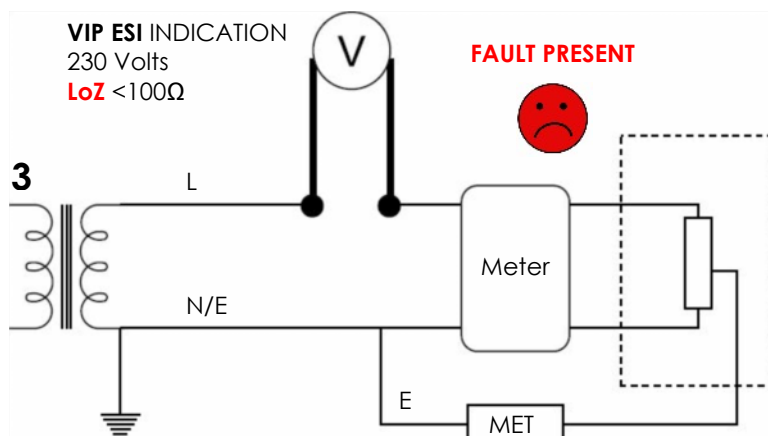 VIP ESI INDICATION
230 Volts
LoZ <100Ω
V
FAULT PRESENT
3
L
Meter
N/E
E
MET